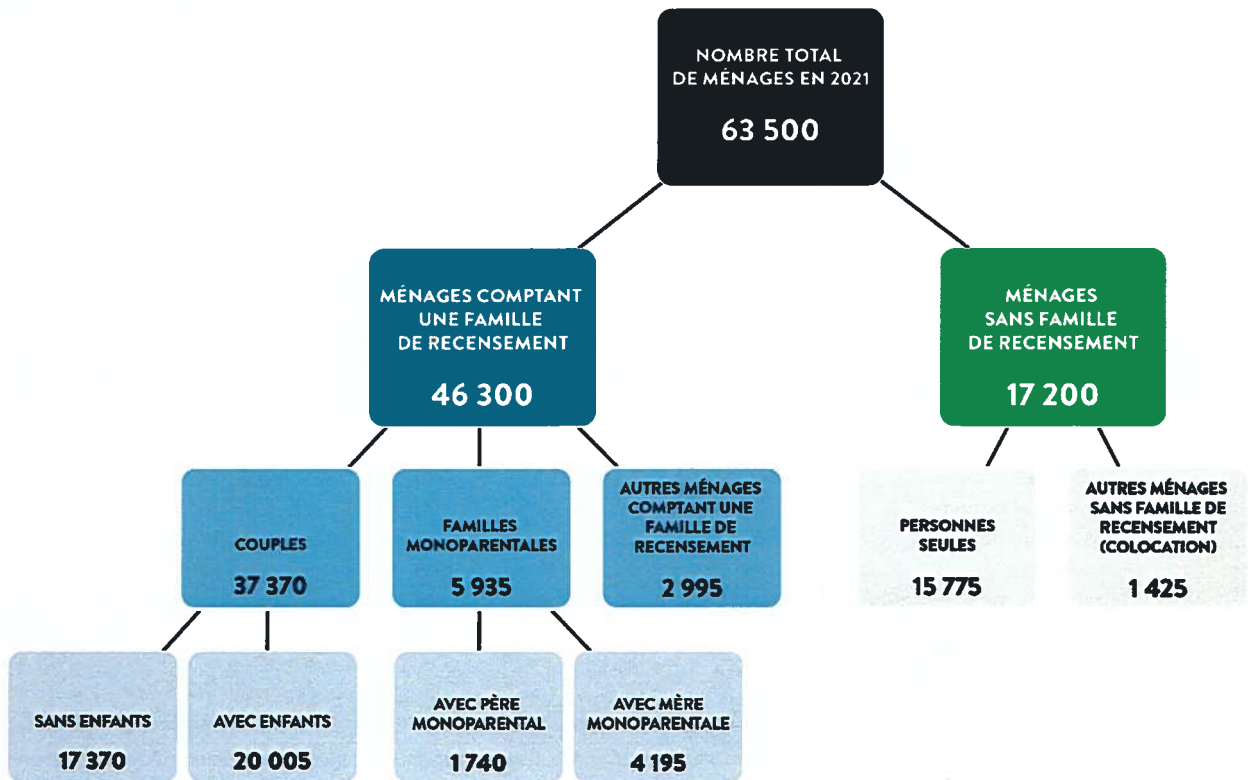 NOMBRE TOTAL
DE MÉNAGES EN 2021
63 500
MÉNAGES COMPTANT
UNE FAMILLE
DE RECENSEMENT
46 300
MÉNAGES
SANS FAMILLE
DE RECENSEMENT
17 200
COUPLES
37 370
FAMILLES
MONOPARENTALES
5 935
AUTRES MÉNAGES
COMPTANT UNE
FAMILLE DE
RECENSEMENT
2 995
PERSONNES
SEULES
15 775
AUTRES MÉNAGES
SANS FAMILLE DE
RECENSEMENT
(COLOCATION)
1 425
SANS ENFANTS
17 370
AVEC ENFANTS
20 005
AVEC PÈRE
MONOPARENTAL
1 740
AVEC MÈRE
MONOPARENTALE
4 195